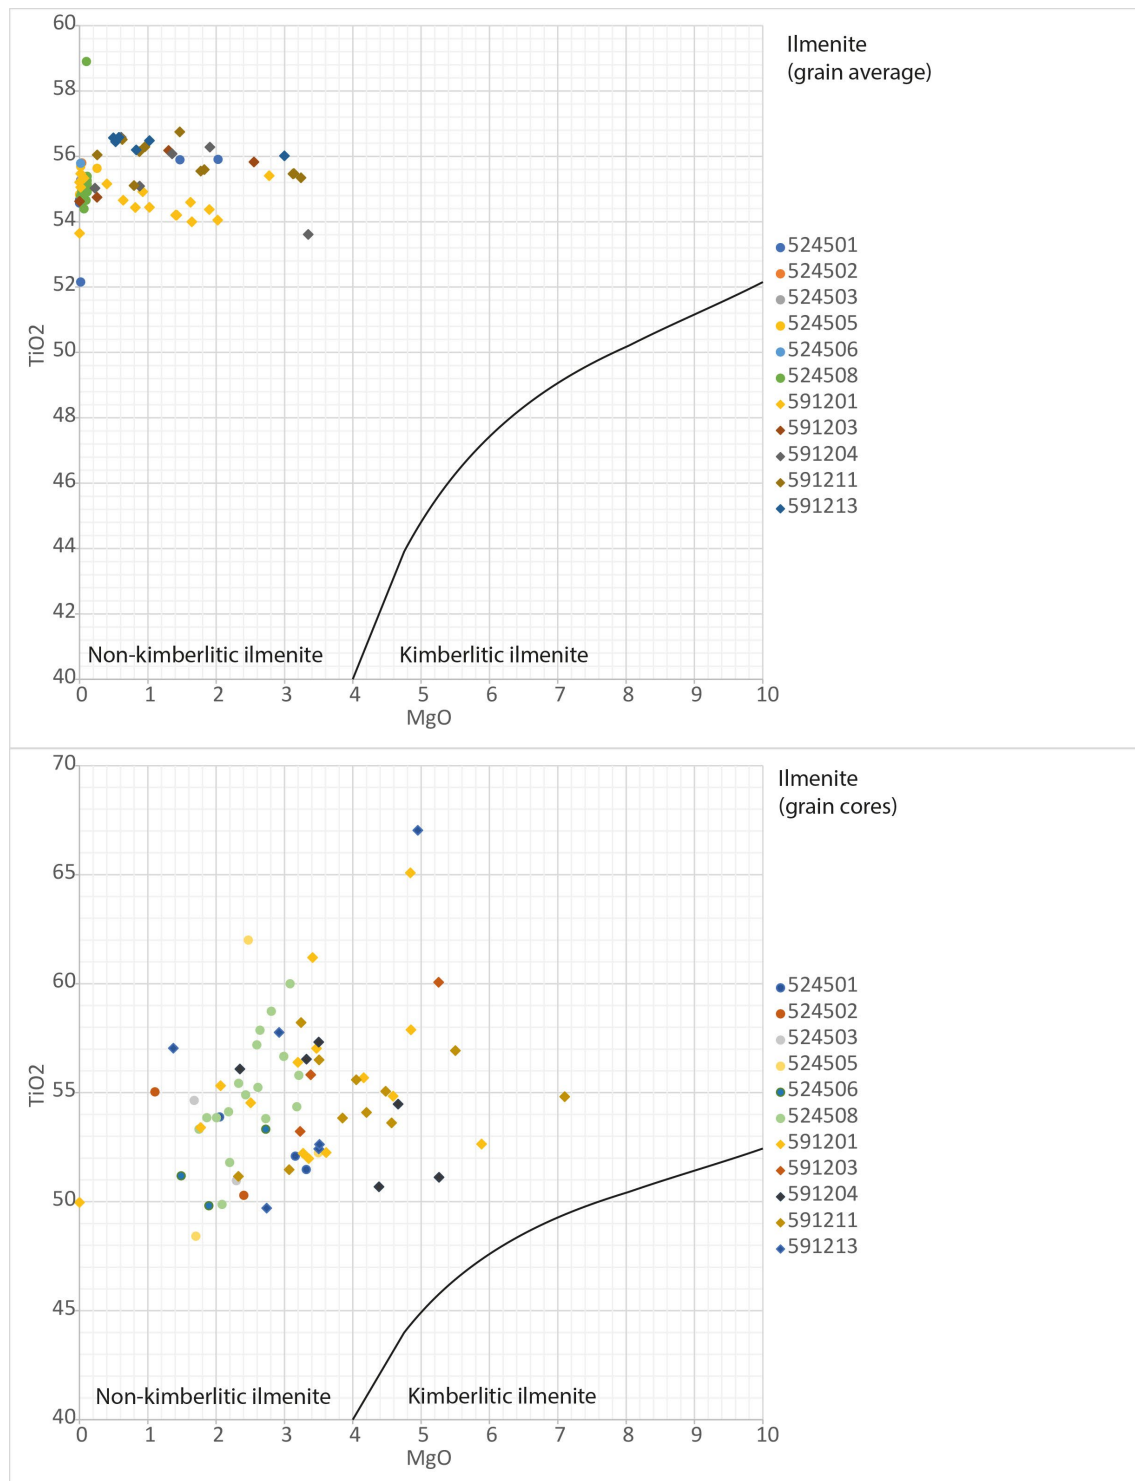 60
58
56
54
52
50
48
46
44
42
40
TiO2
0 1 2 3 4 5 6 7 8 9 10
MgO
Non-kimberlitic ilmenite
Kimberlitic ilmenite
Ilmenite
(grain average)
524501
524502
524503
524505
524506
524508
591201
591203
591204
591211
591213
70
65
60
55
50
45
40
TiO2
0 1 2 3 4 5 6 7 8 9 10
MgO
Non-kimberlitic ilmenite
Kimberlitic ilmenite
Ilmenite
(grain cores)
524501
524502
524503
524505
524506
524508
591201
591203
591204
591211
591213